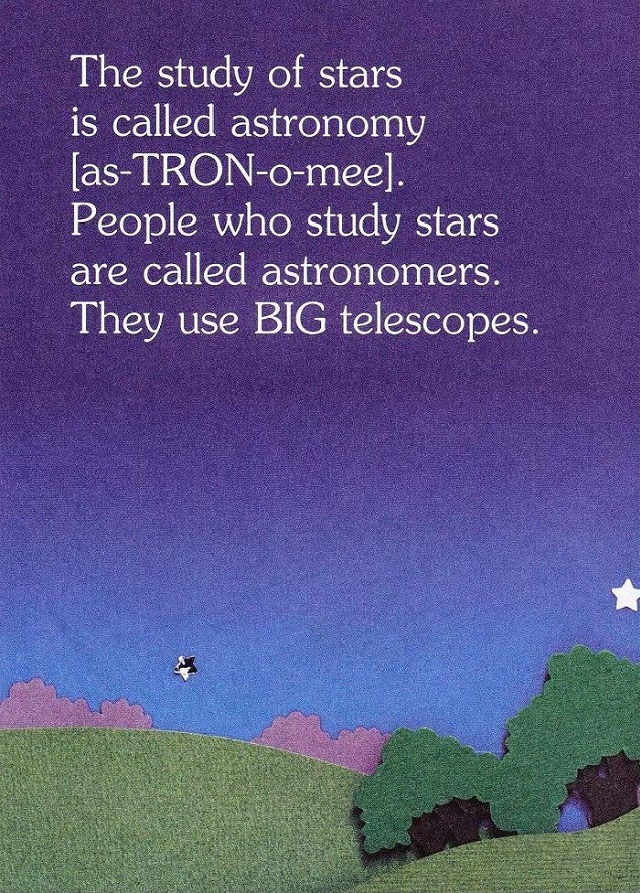 The study of stars
is called astronomy
[as-TRON-o-mee].
People who study stars
are called astronomers.
They use BIG telescopes.